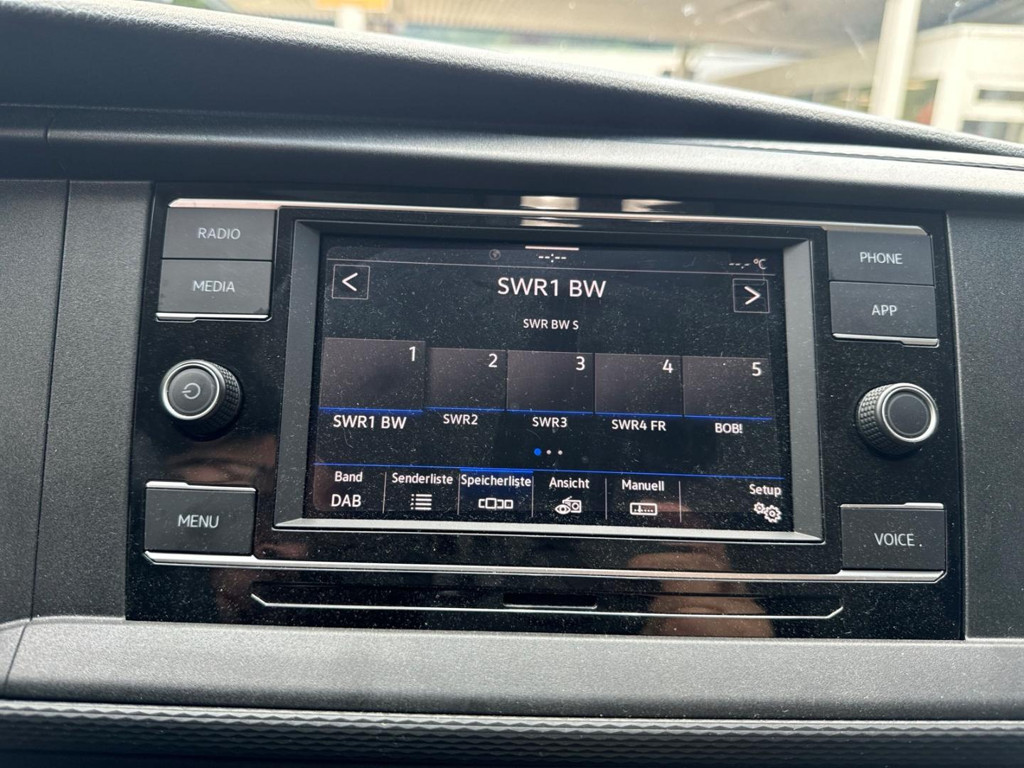 RADIO
MEDIA
MENU
PHONE
APP
VOICE
--:--
--,- °C
<
SWR1 BW
>
SWR BW S
1 2 3 4 5
SWR1 BW SWR2 SWR3 SWR4 FR BOB!
Band Senderliste Speicherliste Ansicht Manuell Setup
DAB